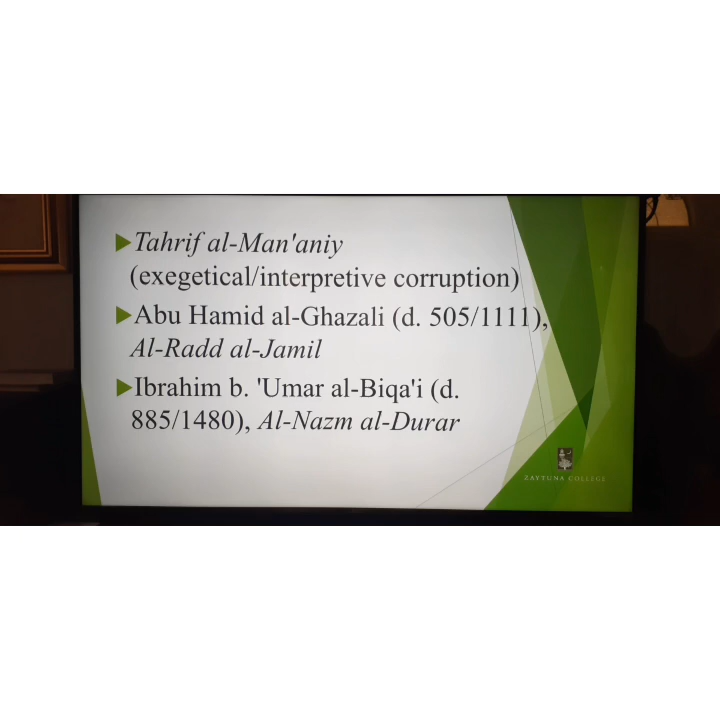 Tahrif al-Man'aniy
(exegetical/interpretive corruption)
Abu Hamid al-Ghazali (d. 505/1111),
Al-Radd al-Jamil
Ibrahim b. 'Umar al-Biqa'i (d.
885/1480), Al-Nazm al-Durar
ZAYTUNA COLLEGE